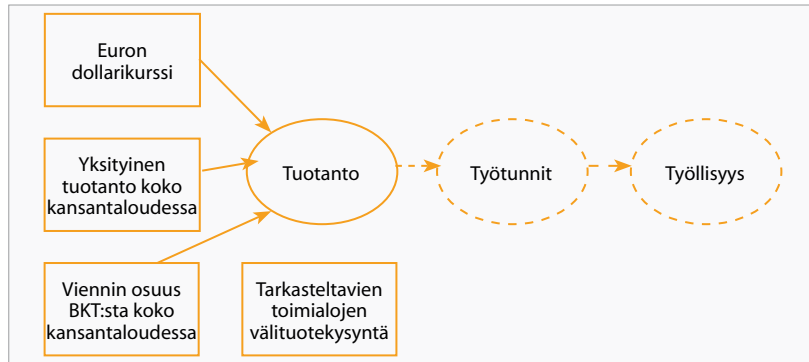 Euron
dollarikurssi
Yksityinen
tuotanto koko
kansantaloudessa
Tuotanto
Työtunnit
Työllisyys
Viennin osuus
BKT:sta koko
kansantaloudessa
Tarkasteltavien
toimialojen
välituotekysyntä